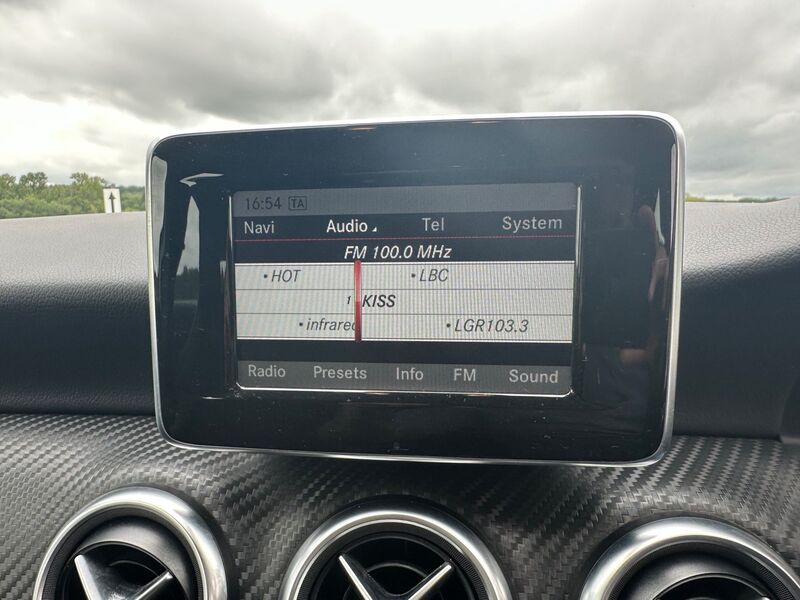 16:54 TA
Navi Audio Tel System
FM 100.0 MHz
• HOT • LBC
1 KISS
• infrared • LGR103.3
Radio Presets Info FM Sound